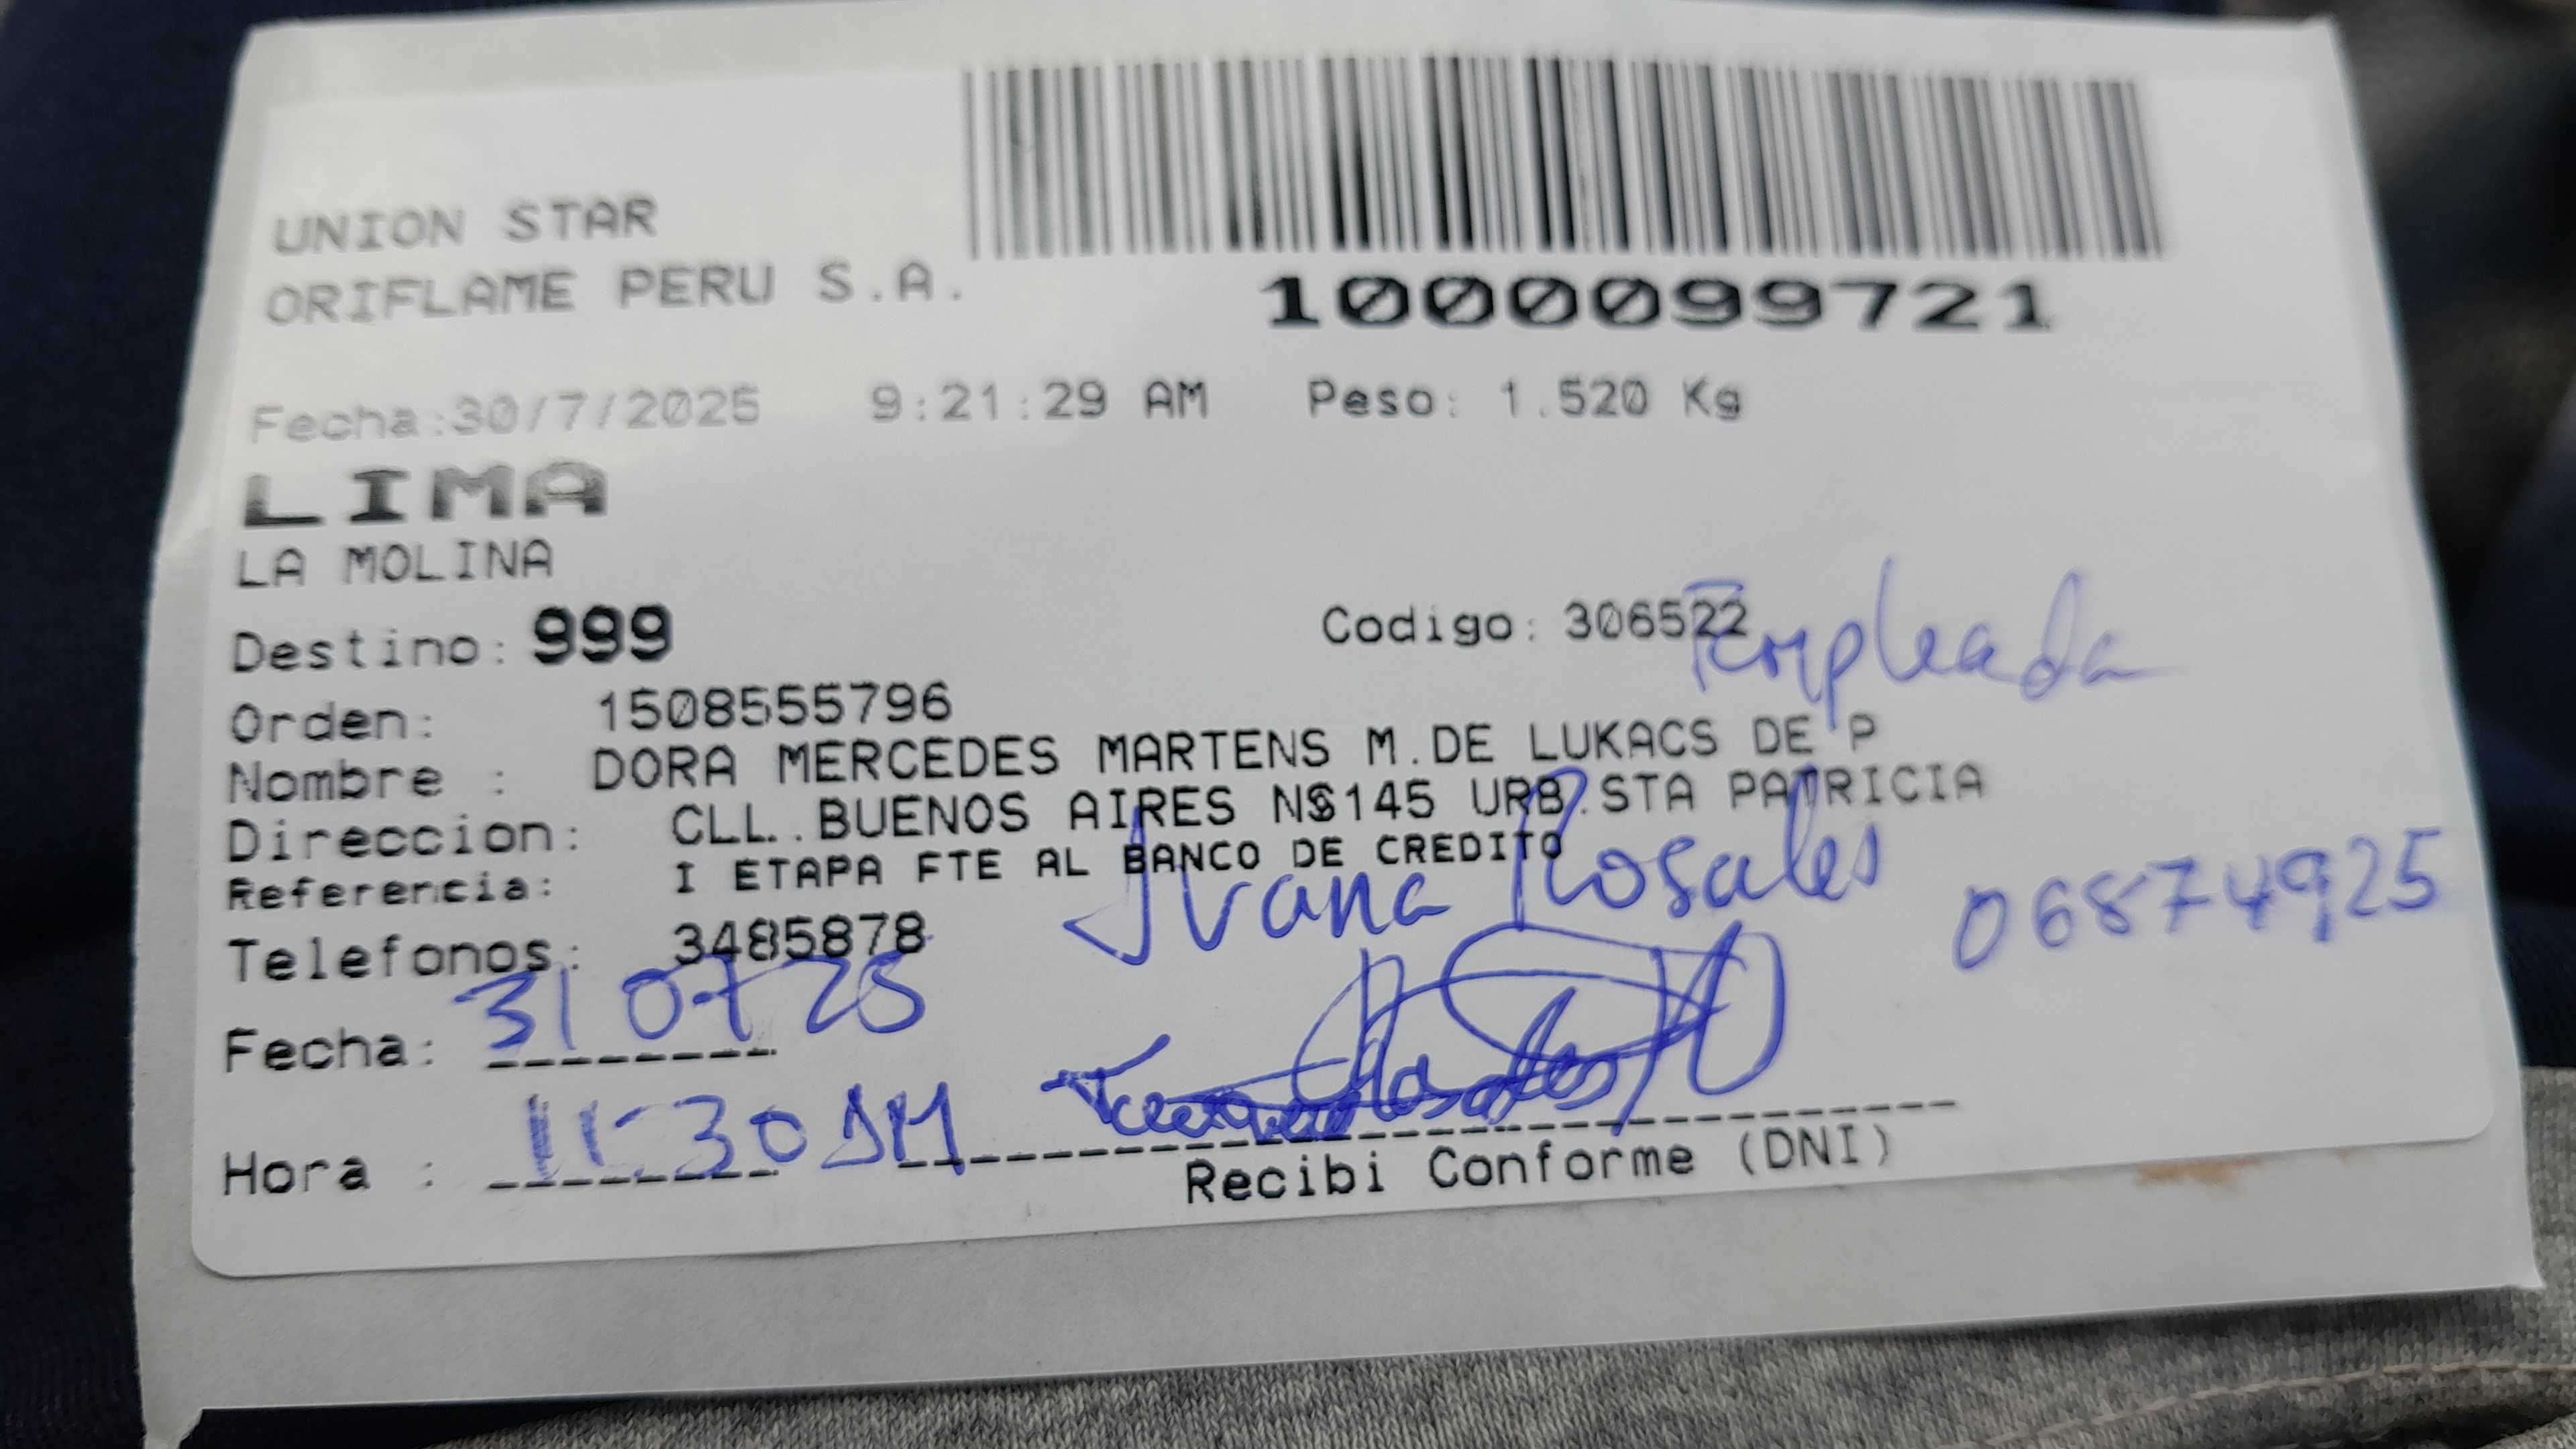 UNION STAR
ORIFLAME PERU S.A.
1000099721
Fecha:30/7/2025 9:21:29 AM Peso: 1.520 Kg
LIMA
LA MOLINA
Destino: 999 Codigo: 306522
Empleada
Orden: 1508555796
Nombre : DORA MERCEDES MARTENS M.DE LUKACS DE P
Direccion: CLL..BUENOS AIRES N§145 URB.STA PATRICIA
Referencia: I ETAPA FTE AL BANCO DE CREDITO
Juana Rosales 06874925
Telefonos: 3485878
Fecha: 31 07 25
Hora : 11:30 AM
Recibi Conforme (DNI)